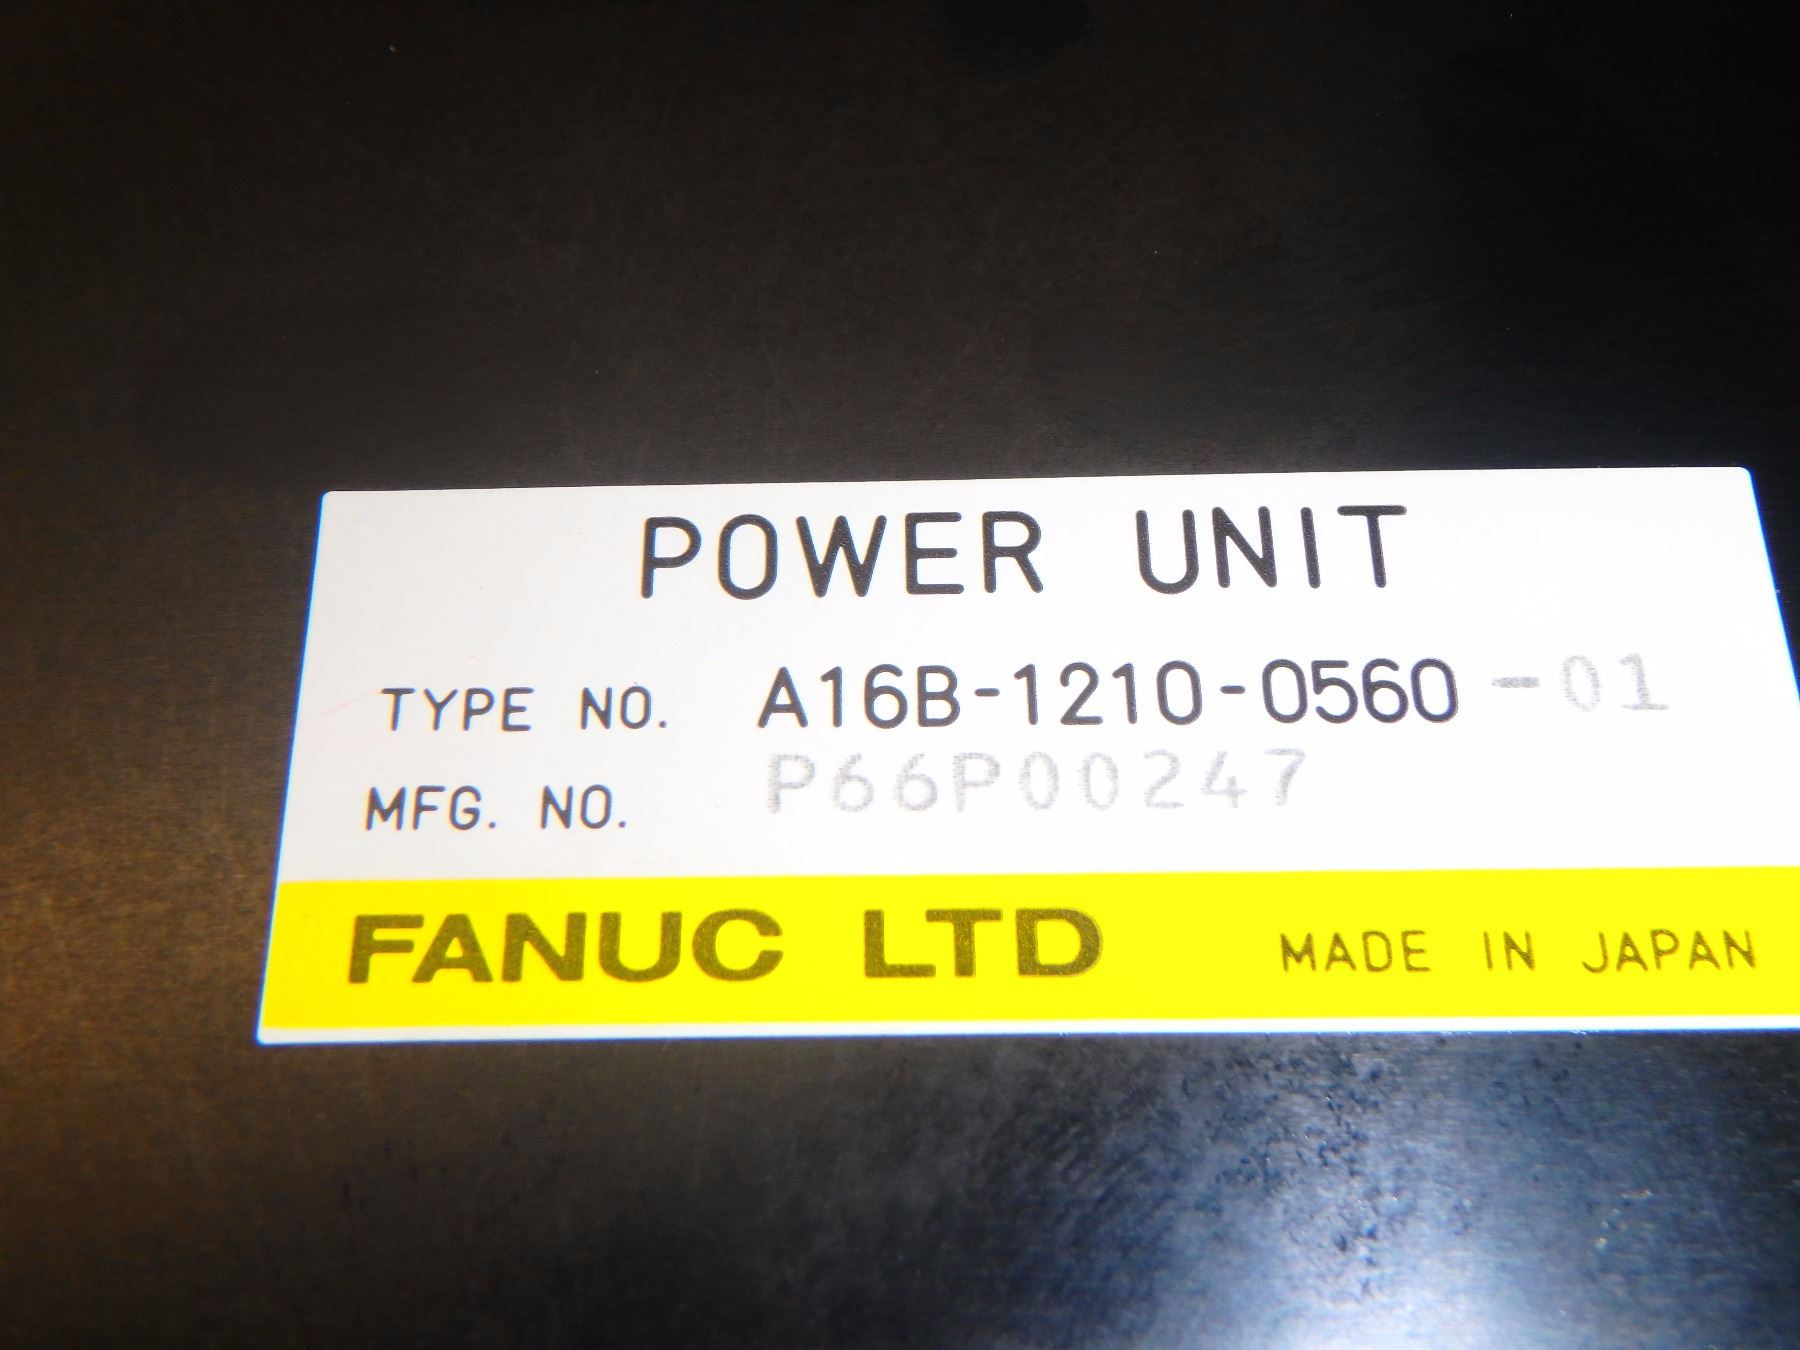 POWER UNIT
TYPE NO. A16B-1210-0560-01
MFG. NO. P66P00247
FANUC LTD MADE IN JAPAN